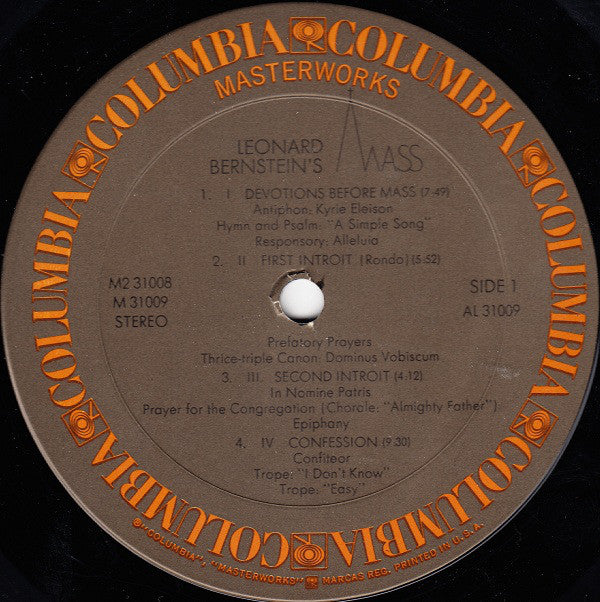 COLUMBIA COLUMBIA COLUMBIA COLUMBIA COLUMBIA COLUMBIA COLUMBIA COLUMBIA
MASTERWORKS
LEONARD
BERNSTEIN'S MASS
1. I DEVOTIONS BEFORE MASS (7:49)
Antiphon: Kyrie Eleison
Hymn and Psalm: "A Simple Song"
Responsory: Alleluia
2. II FIRST INTROIT (Rondo) (5:52)
M2 31008
M 31009
STEREO
SIDE 1
AL 31009
Prefatory Prayers
Thrice-triple Canon: Dominus Vobiscum
3. III. SECOND INTROIT (4:12)
In Nomine Patris
Prayer for the Congregation (Chorale: "Almighty Father")
Epiphany
4. IV CONFESSION (9:30)
Confiteor
Trope: "I Don't Know"
Trope: "Easy"
®"COLUMBIA", "MASTERWORKS" MARCAS REG. PRINTED IN U.S.A.